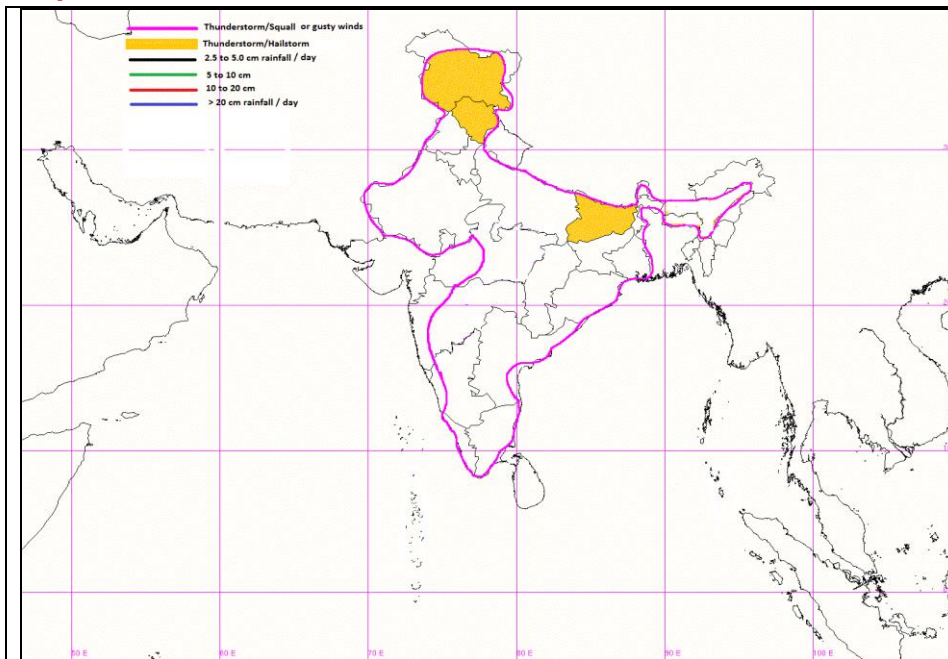 Thunderstorm/Squall or gusty winds
Thunderstorm/Hailstorm
2.5 to 5.0 cm rainfall / day
5 to 10 cm
10 to 20 cm
> 20 cm rainfall / day
50 E
70 E
80 E
90 E
100 E